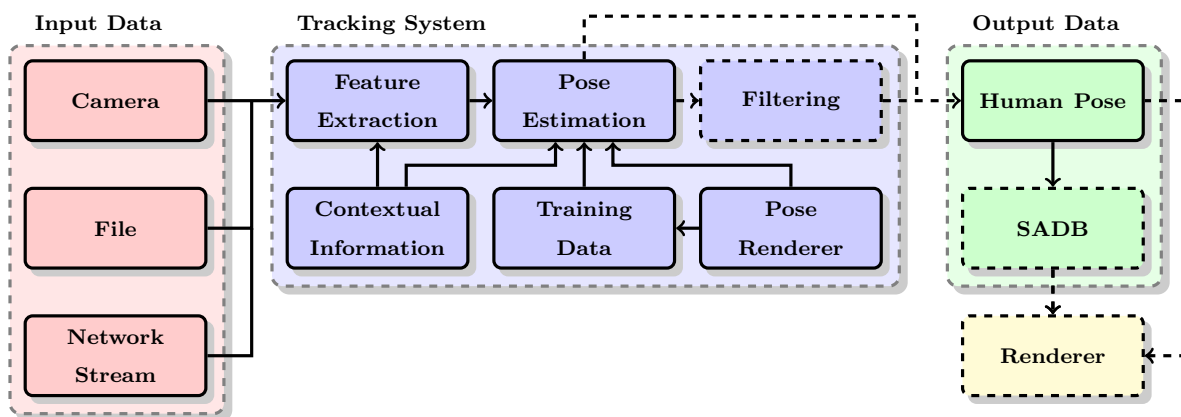 Input Data
Tracking System
Output Data
Camera
Feature
Extraction
Pose
Estimation
Filtering
Human Pose
File
Contextual
Information
Training
Data
Pose
Renderer
SADB
Network
Stream
Renderer